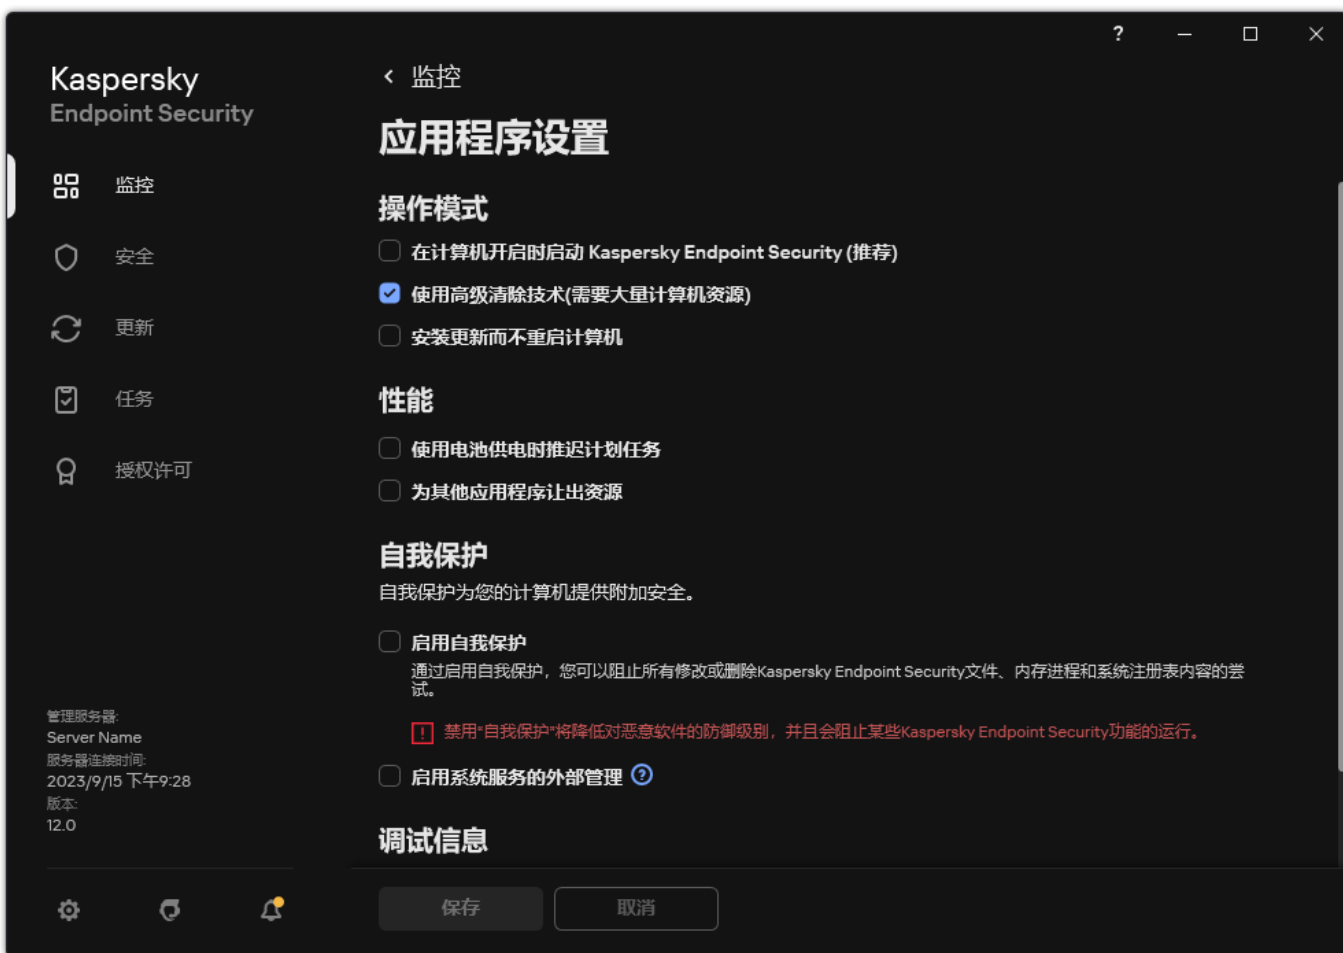 ?
Kaspersky
Endpoint Security
监控
安全
更新
任务
授权许可
管理服务器:
Server Name
服务器连接时间:
2023/9/15 下午9:28
版本:
12.0
监控
应用程序设置
操作模式
在计算机开启时启动 Kaspersky Endpoint Security (推荐)
使用高级清除技术(需要大量计算机资源)
安装更新而不重启计算机
性能
使用电池供电时推迟计划任务
为其他应用程序让出资源
自我保护
自我保护为您的计算机提供附加安全。
启用自我保护
通过启用自我保护，您可以阻止所有修改或删除Kaspersky Endpoint Security文件、内存进程和系统注册表内容的尝
试。
禁用"自我保护"将降低对恶意软件的防御级别，并且会阻止某些Kaspersky Endpoint Security功能的运行。
启用系统服务的外部管理 ?
调试信息
保存
取消